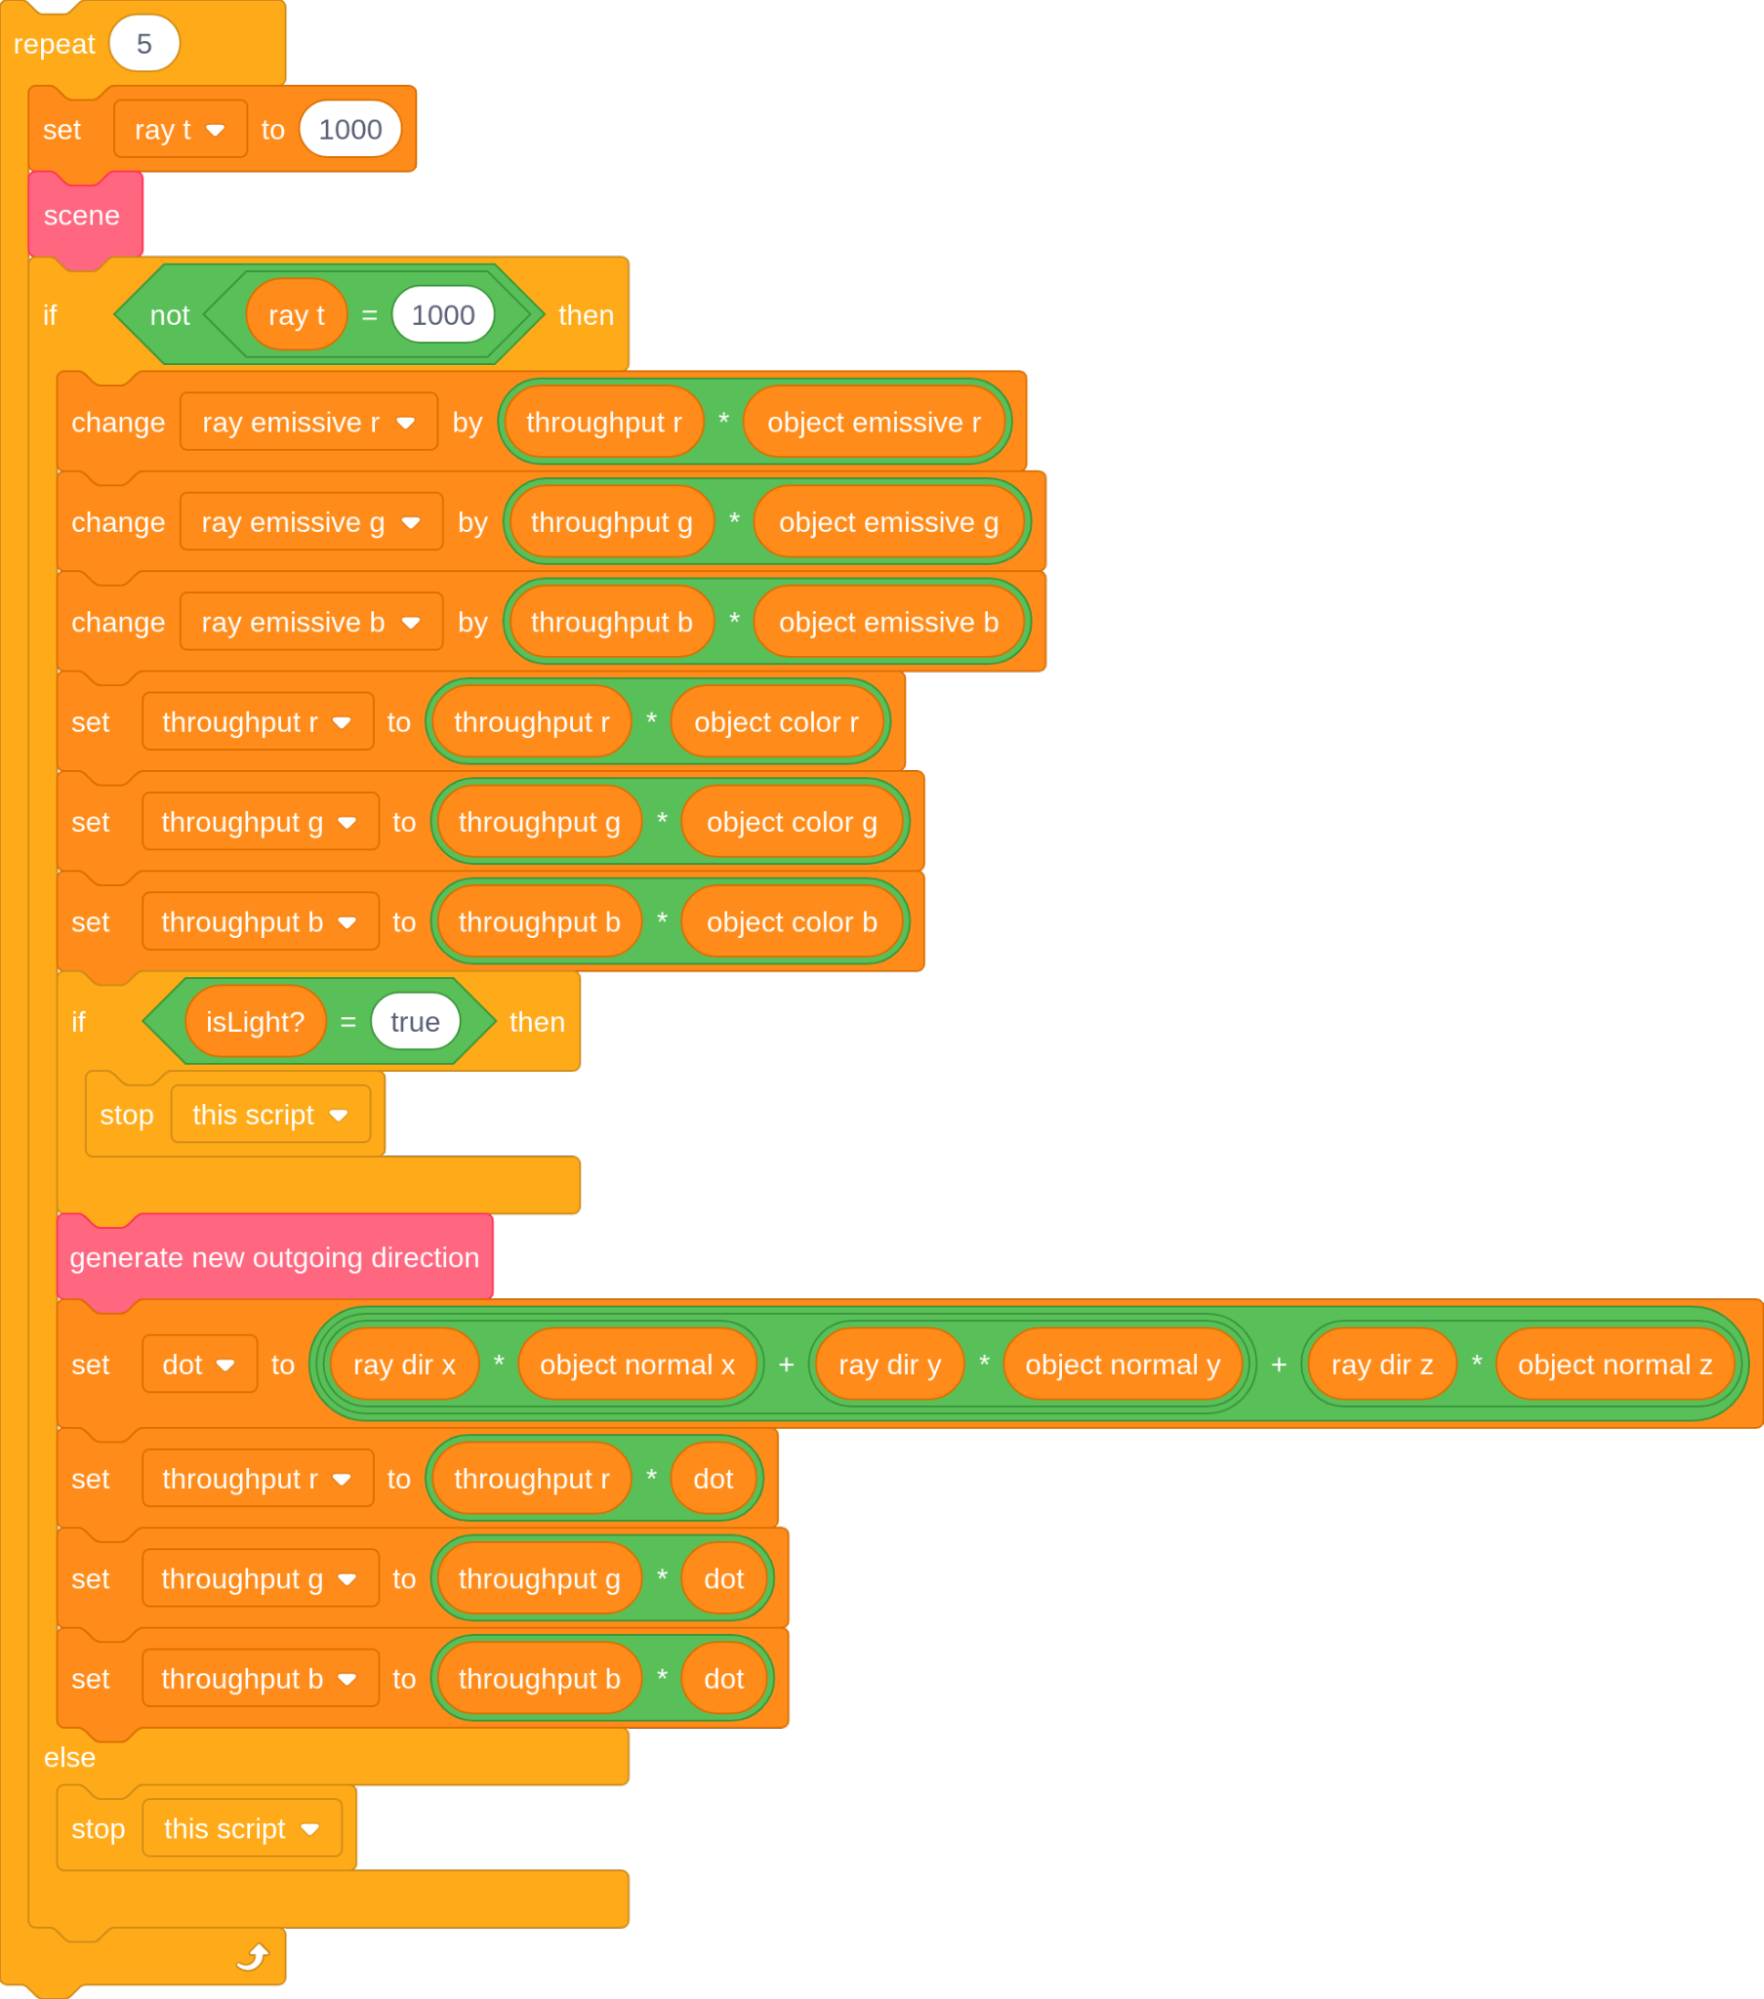 repeat 5
set ray t to 1000
scene
if not ray t = 1000 then
change ray emissive r by throughput r * object emissive r
change ray emissive g by throughput g * object emissive g
change ray emissive b by throughput b * object emissive b
set throughput r to throughput r * object color r
set throughput g to throughput g * object color g
set throughput b to throughput b * object color b
if isLight? = true then
stop this script
generate new outgoing direction
set dot to ray dir x * object normal x + ray dir y * object normal y + ray dir z * object normal z
set throughput r to throughput r * dot
set throughput g to throughput g * dot
set throughput b to throughput b * dot
else
stop this script